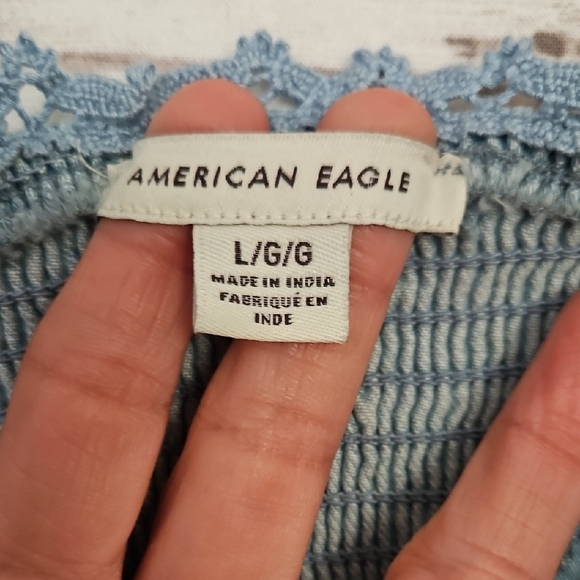 AMERICAN EAGLE
L/G/G
MADE IN INDIA
FABRIQUÉ EN
INDE